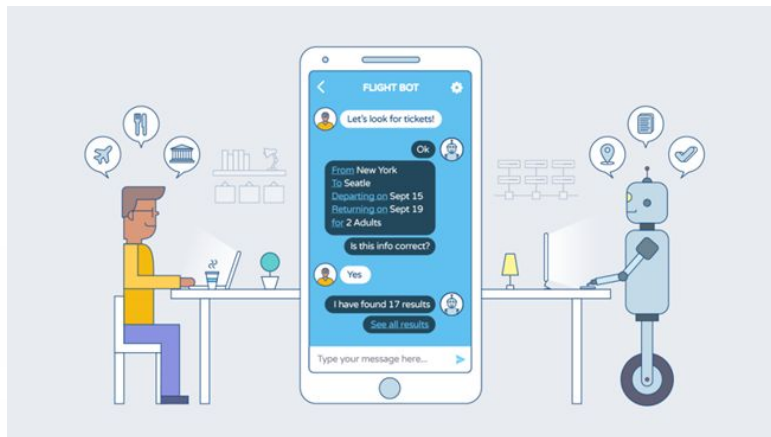 FLIGHT BOT
Let's look for tickets!
Ok
From New York
To Seatle
Departing on Sept 15
Returning on Sept 19
for 2 Adults
Is this info correct?
Yes
I have found 17 results
See all results
Type your message here...